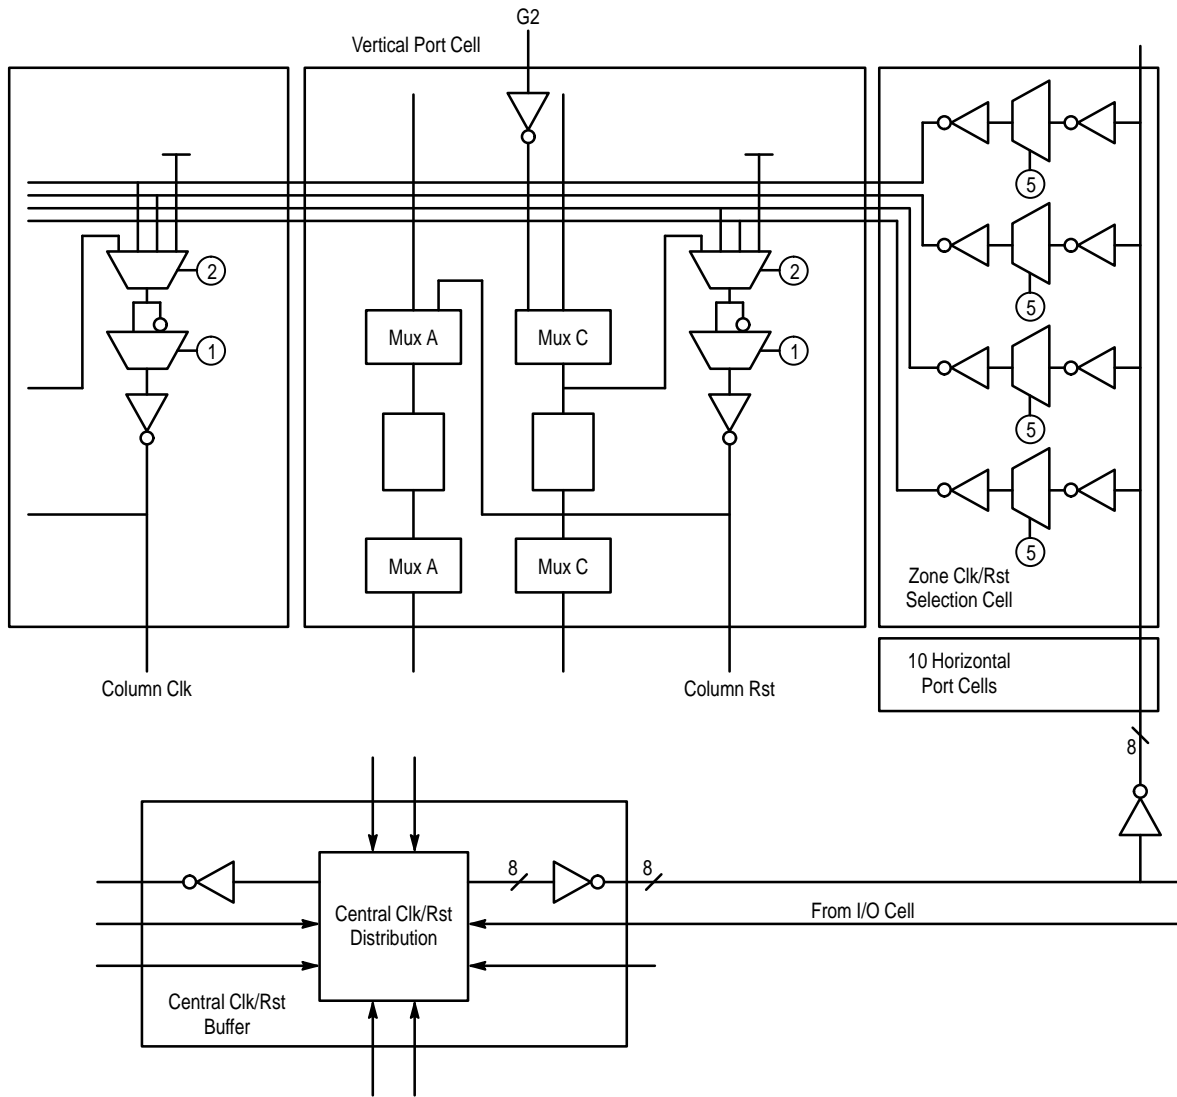 G2
Vertical Port Cell
5
5
2
2
Mux A
Mux C
1
1
5
5
Mux A
Mux C
Zone Clk/Rst
Selection Cell
10 Horizontal
Port Cells
Column Clk
Column Rst
8
8
8
Central Clk/Rst
Distribution
From I/O Cell
Central Clk/Rst
Buffer